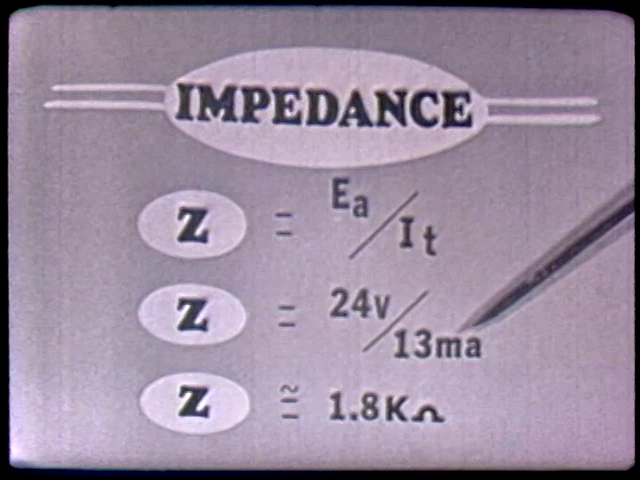 IMPEDANCE
Z = Ea/It
Z = 24v/13ma
Z ≅ 1.8KΩ